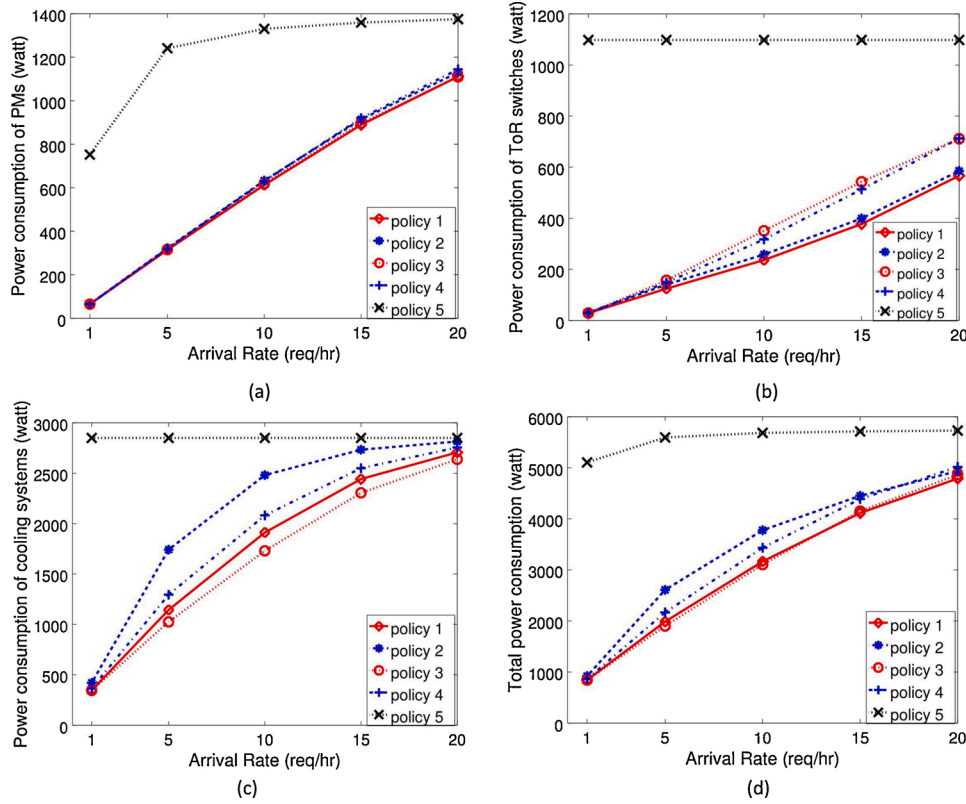 Power consumption of PMs (watt)
1400
1200
1000
800
600
400
200
0
1
5
10
15
20
Arrival Rate (req/hr)
policy 1
policy 2
policy 3
policy 4
policy 5
(a)
Power consumption of ToR switches (watt)
1200
1000
800
600
400
200
0
1
5
10
15
20
Arrival Rate (req/hr)
policy 1
policy 2
policy 3
policy 4
policy 5
(b)
Power consumption of cooling systems (watt)
3000
2500
2000
1500
1000
500
0
1
5
10
15
20
Arrival Rate (req/hr)
policy 1
policy 2
policy 3
policy 4
policy 5
(c)
Total power consumption (watt)
6000
5000
4000
3000
2000
1000
0
1
5
10
15
20
Arrival Rate (req/hr)
policy 1
policy 2
policy 3
policy 4
policy 5
(d)